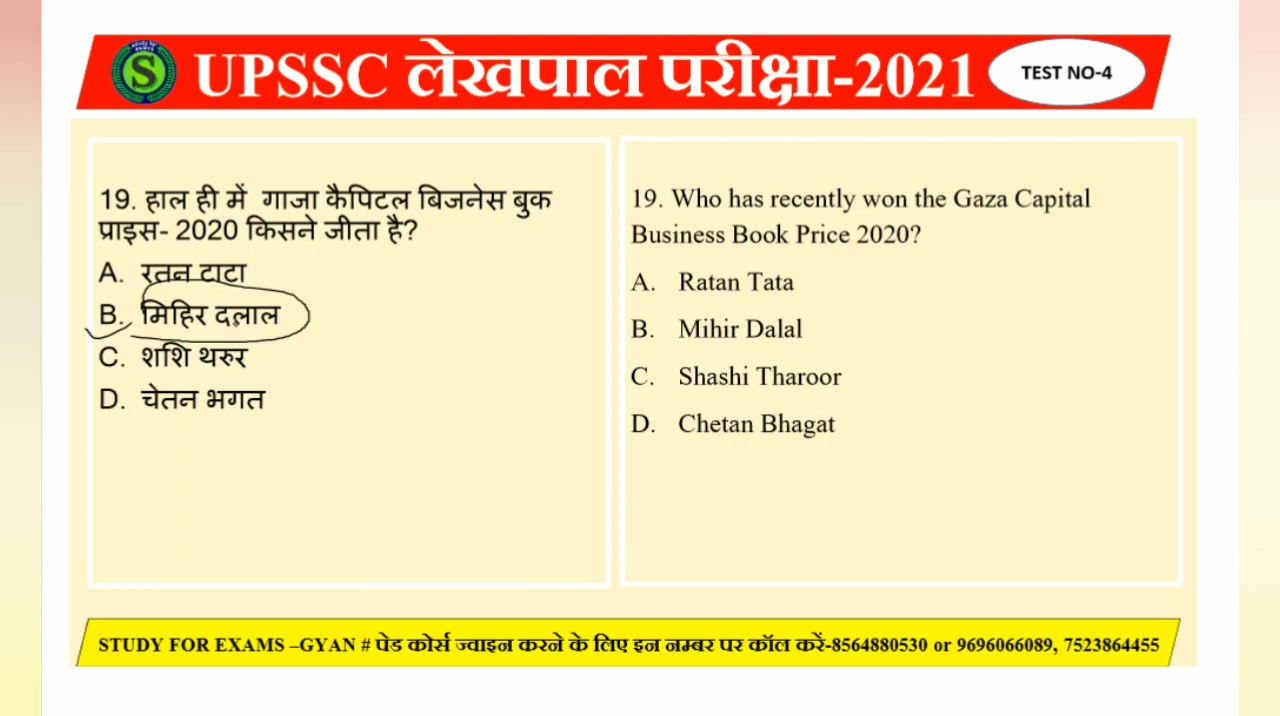 UPSSC लेखपाल परीक्षा-2021
TEST NO-4
S
19. हाल ही में गाजा कैपिटल बिजनेस बुक
प्राइस- 2020 किसने जीता है?
A. रतन टाटा
B. मिहिर दलाल
C. शशि थरुर
D. चेतन भगत
19. Who has recently won the Gaza Capital
Business Book Price 2020?
A. Ratan Tata
B. Mihir Dalal
C. Shashi Tharoor
D. Chetan Bhagat
STUDY FOR EXAMS –GYAN # पेड कोर्स ज्वाइन करने के लिए इन नम्बर पर कॉल करें-8564880530 or 9696066089, 7523864455